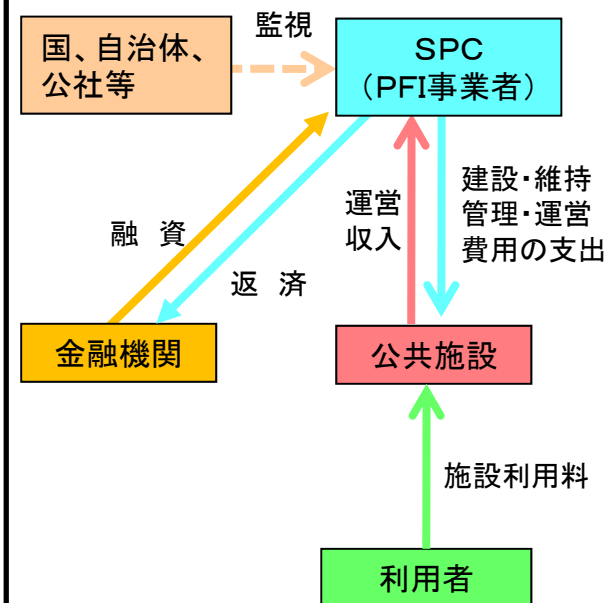 監視
国、自治体、
公社等
SPC
(PFI事業者)
融 資
返 済
運営
収入
建設・維持
管理・運営
費用の支出
金融機関
公共施設
施設利用料
利用者